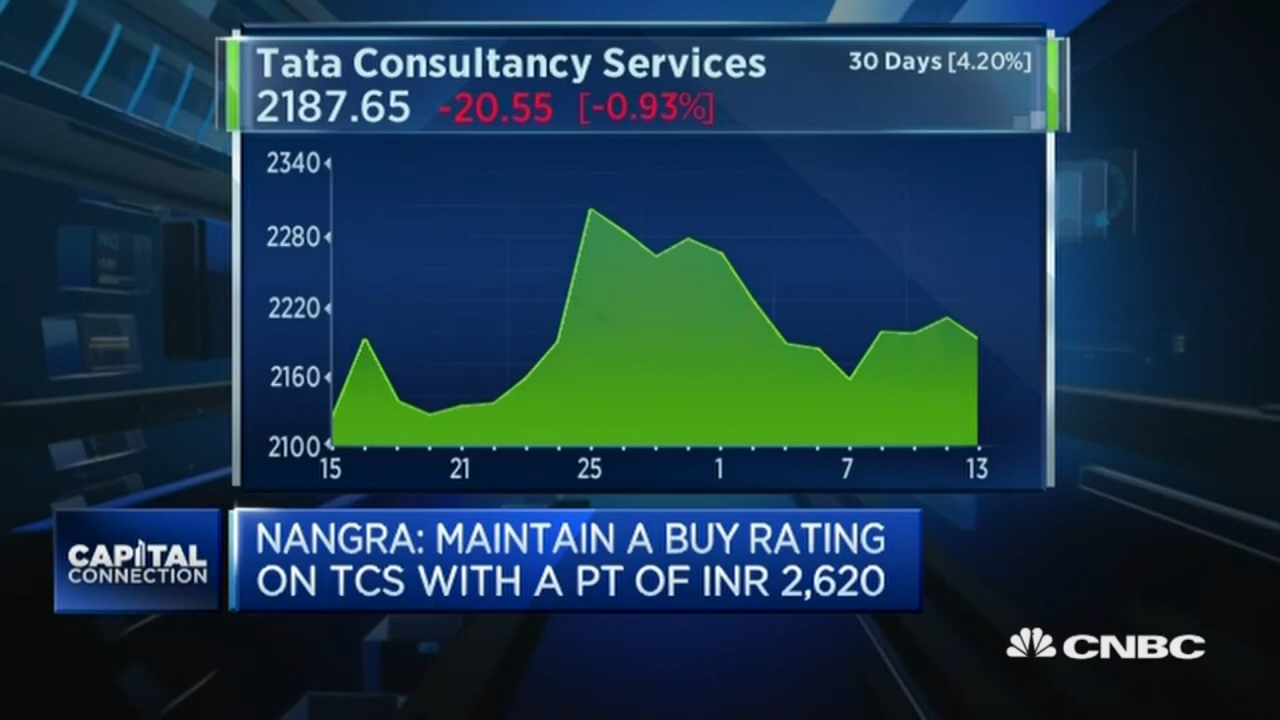 Tata Consultancy Services
30 Days [4.20%]
2187.65 -20.55 [-0.93%]
2340
2280
2220
2160
2100
15 21 25 1 7 13
CAPITAL
CONNECTION
NANGRA: MAINTAIN A BUY RATING
ON TCS WITH A PT OF INR 2,620
CNBC